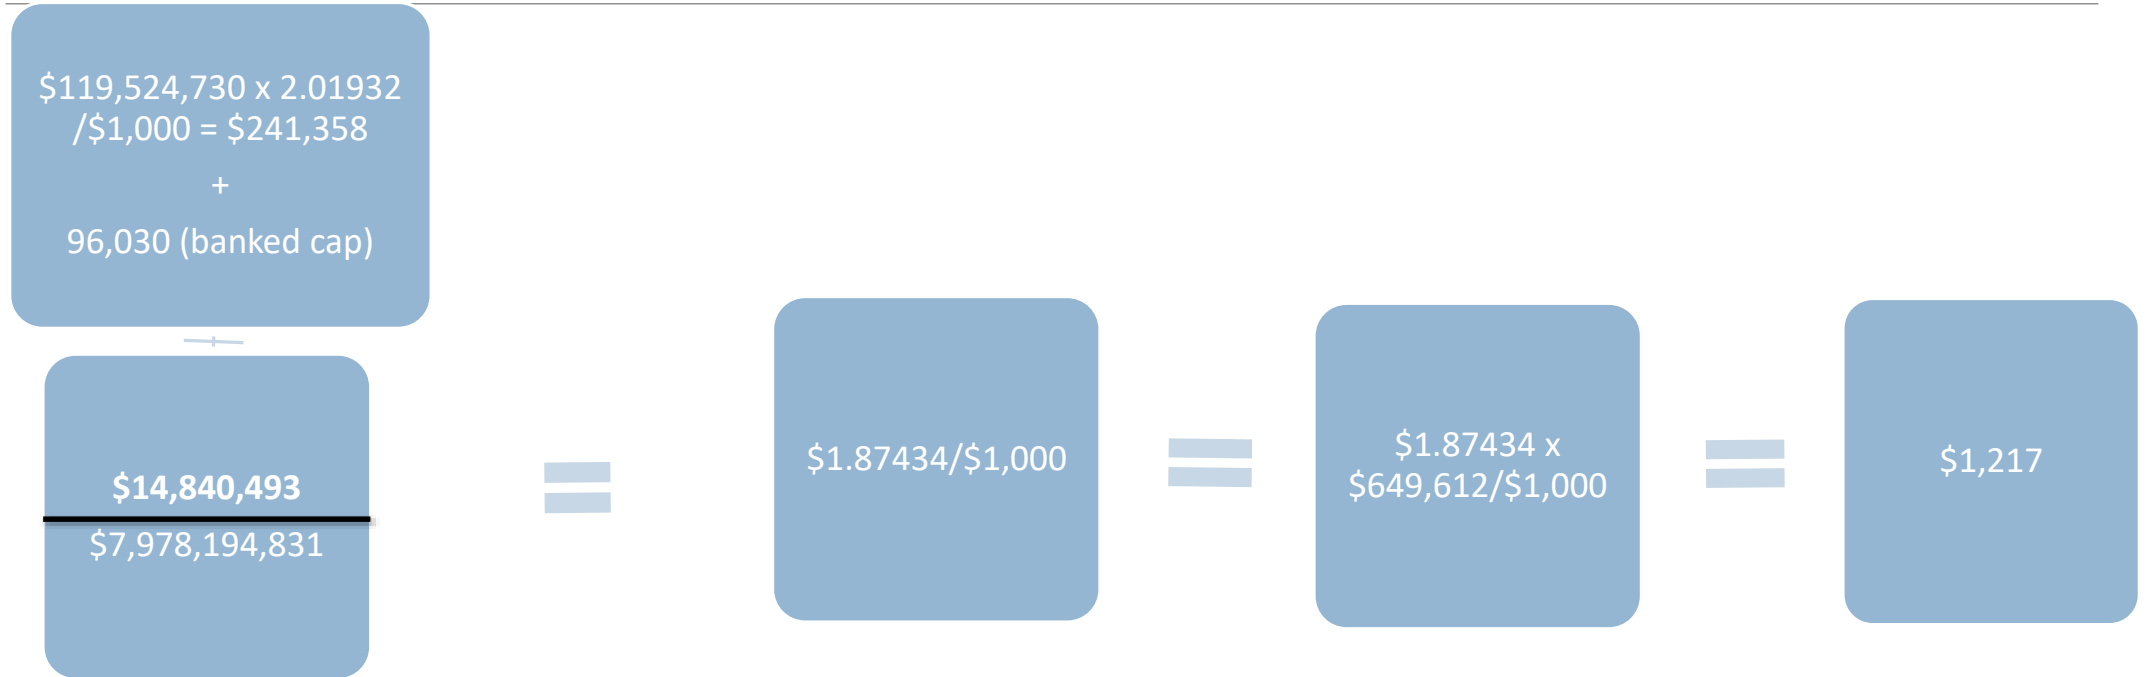 $119,524,730 x 2.01932
/$1,000 = $241,358
+
96,030 (banked cap)
+
$14,840,493
$7,978,194,831
=
$1.87434/$1,000
=
$1.87434 x
$649,612/$1,000
=
$1,217